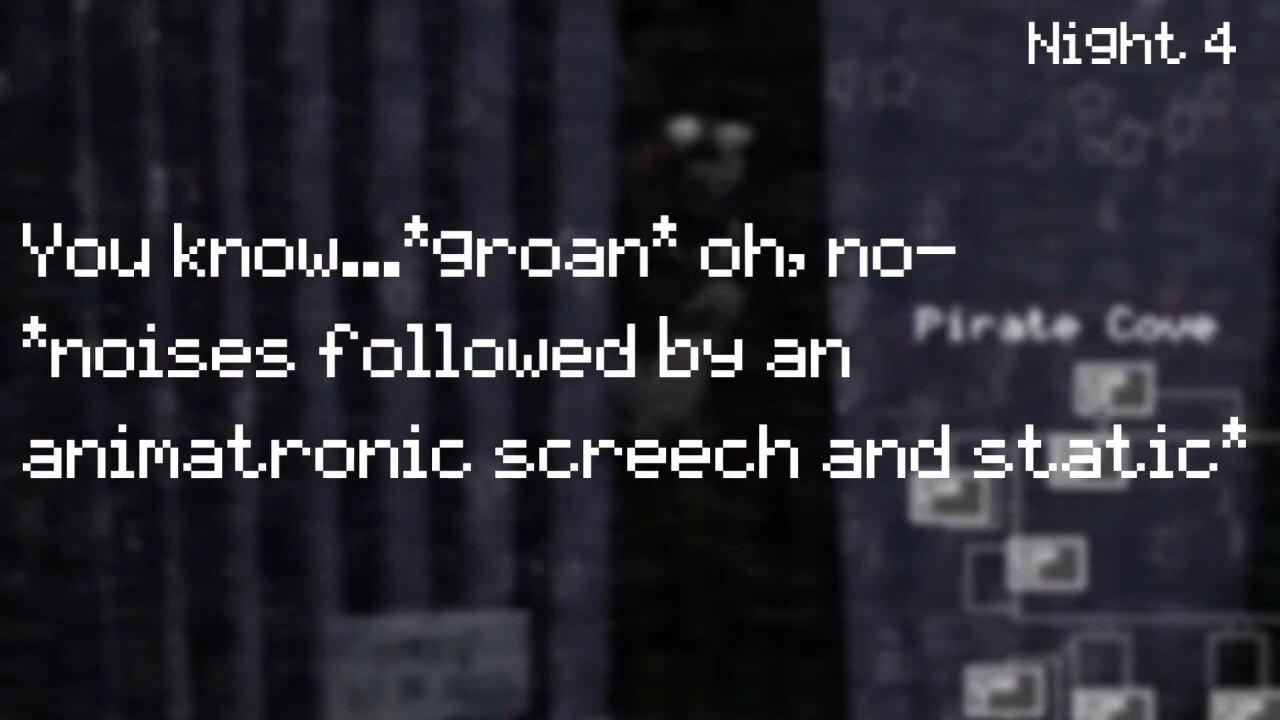 Night 4
You know...*groan* oh, no-
*noises followed by an
animatronic screech and static*
Pirate Cove